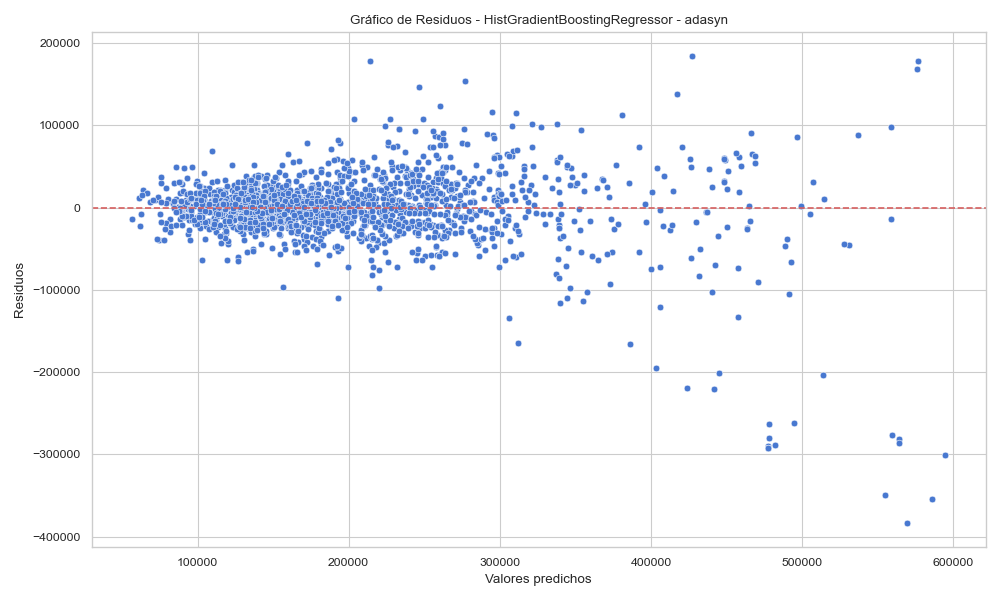 Gráfico de Residuos - HistGradientBoostingRegressor - adasyn
200000
100000
0
−100000
−200000
−300000
−400000
Residuos
100000 200000 300000 400000 500000 600000
Valores predichos